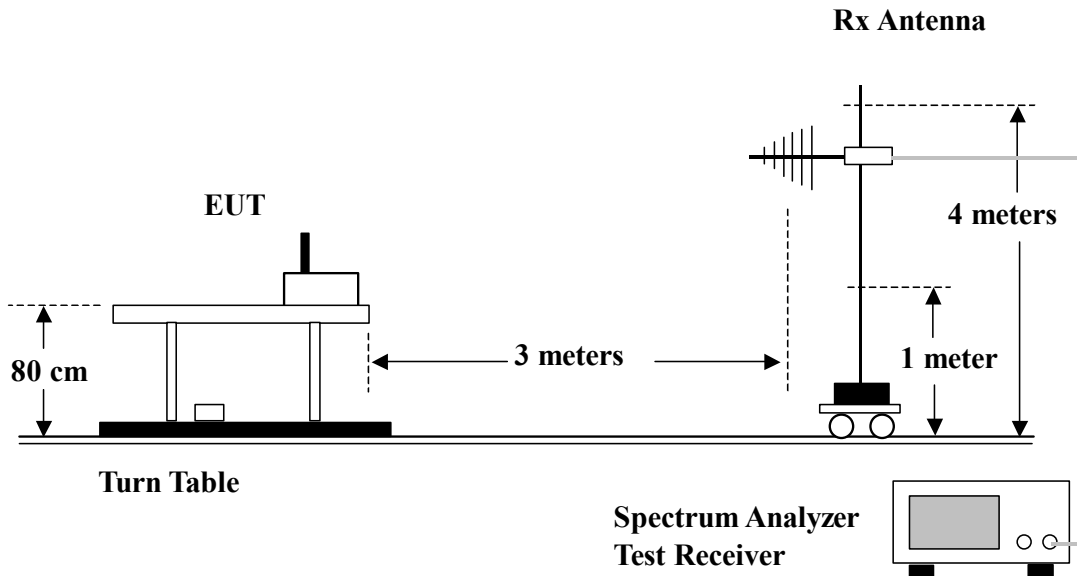 Rx Antenna
EUT
4 meters
80 cm
3 meters
1 meter
Turn Table
Spectrum Analyzer
Test Receiver